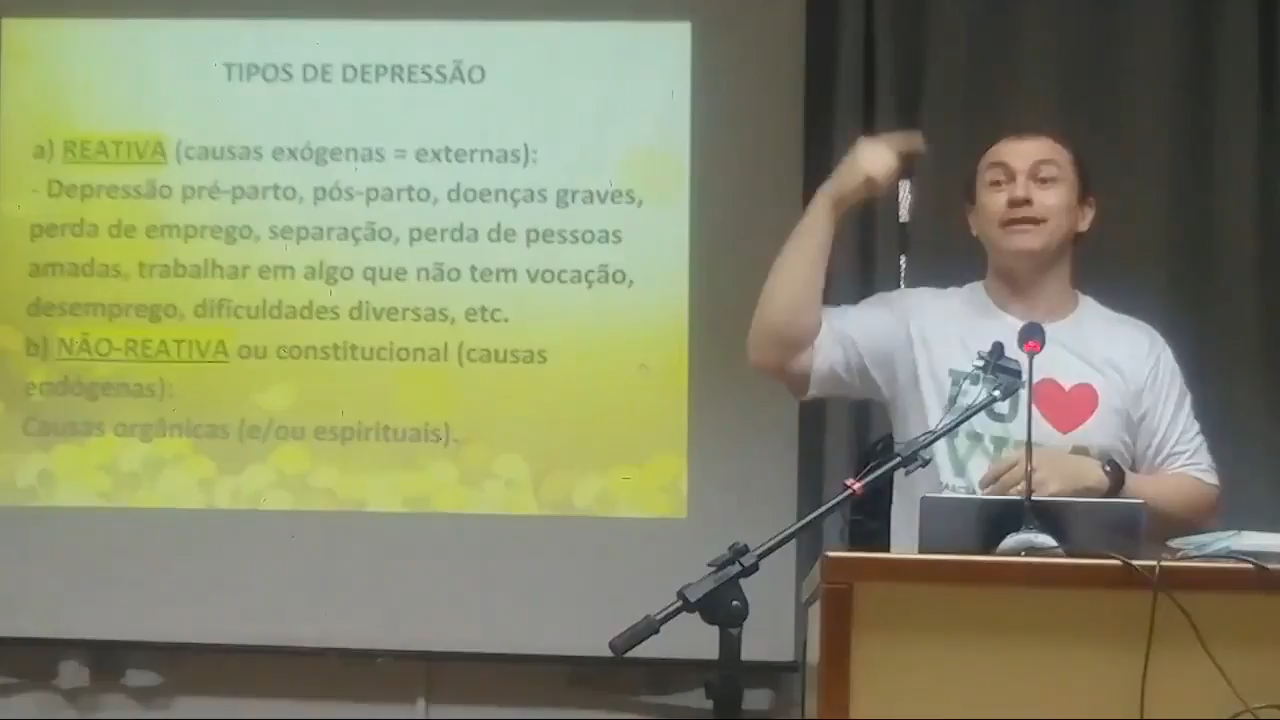 TIPOS DE DEPRESSÃO
a) REATIVA (causas exógenas = externas):
- Depressão pré-parto, pós-parto, doenças graves,
perda de emprego, separação, perda de pessoas
amadas, trabalhar em algo que não tem vocação,
desemprego, dificuldades diversas, etc.
b) NÃO-REATIVA ou constitucional (causas
endógenas):
Causas orgânicas (e/ou espirituais).
EU